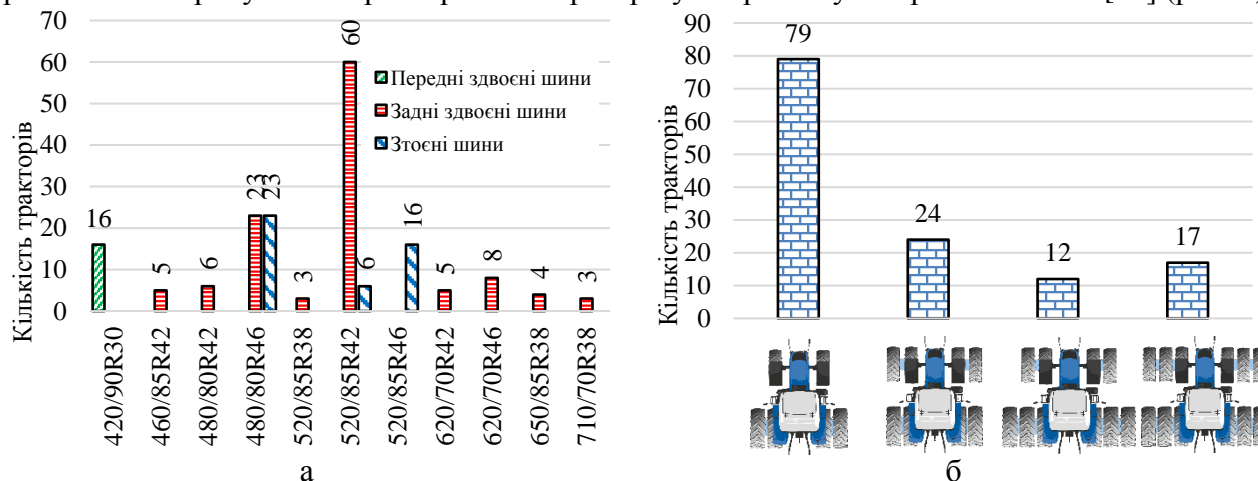 70
60
50
40
30
20
10
0
Кількість тракторів
16
5
6
23
23
3
60
6
16
5
8
4
3
Передні здвоєні шини
Задні здвоєні шини
Зтоєні шини
420/90R30
460/85R42
480/80R42
480/80R46
520/85R38
520/85R42
520/85R46
620/70R42
620/70R46
650/85R38
710/70R38
а
90
80
70
60
50
40
30
20
10
0
Кількість тракторів
79
24
12
17
б